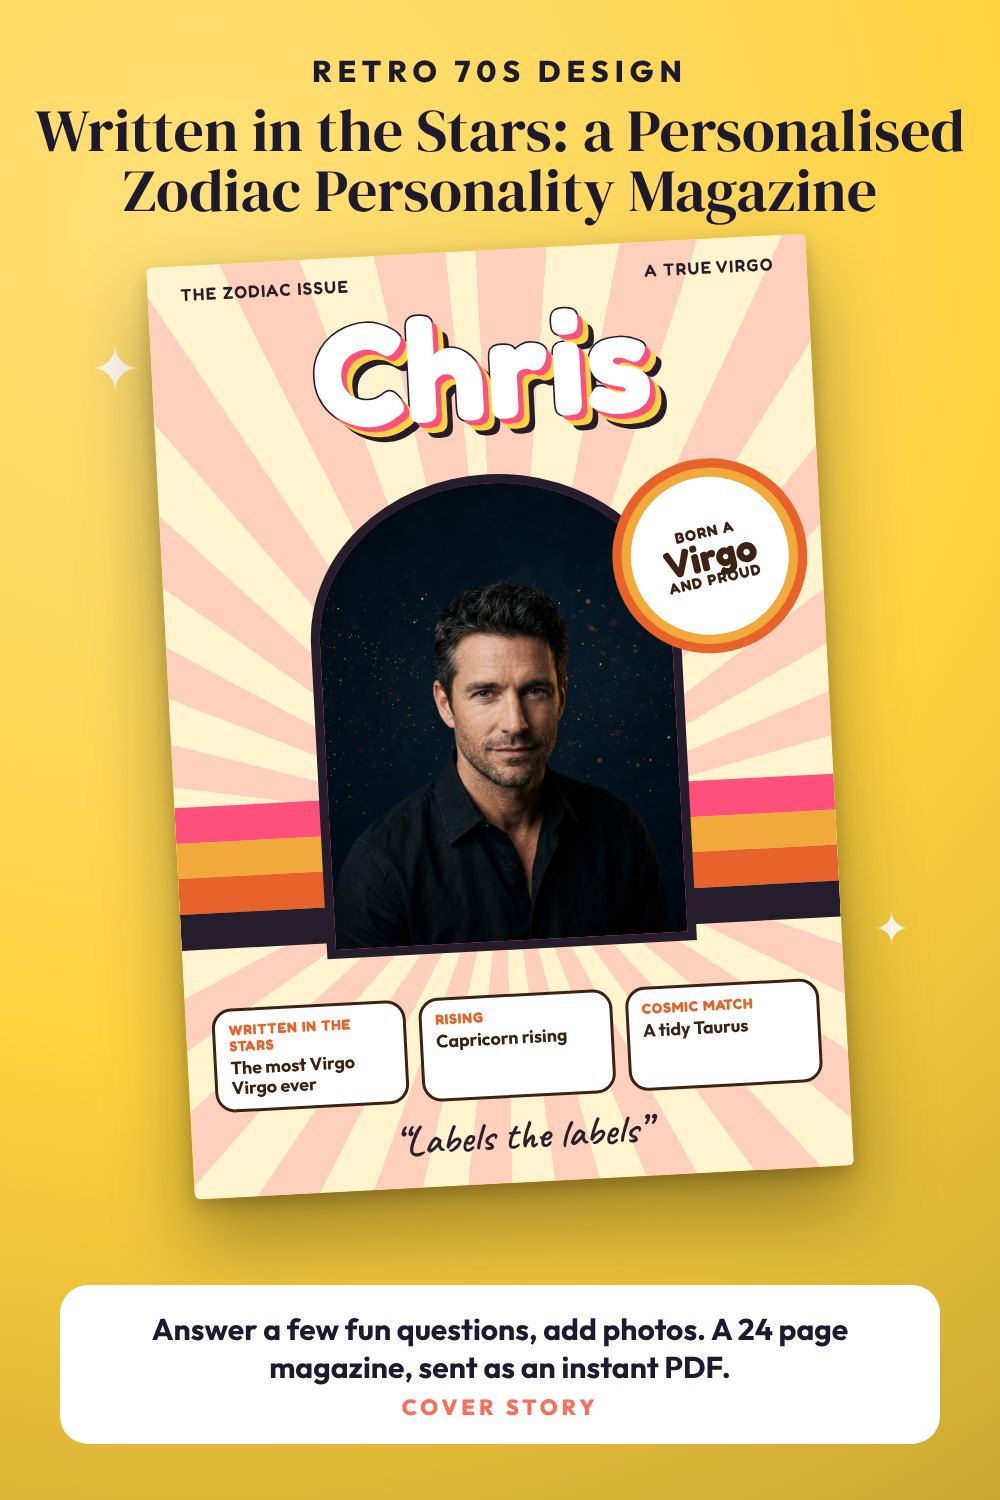 RETRO 70S DESIGN
Written in the Stars: a Personalised
Zodiac Personality Magazine
THE ZODIAC ISSUE
A TRUE VIRGO
Chris
BORN A
Virgo
AND PROUD
WRITTEN IN THE
STARS
The most Virgo
Virgo ever
RISING
Capricorn rising
COSMIC MATCH
A tidy Taurus
“Labels the labels”
Answer a few fun questions, add photos. A 24 page
magazine, sent as an instant PDF.
COVER STORY